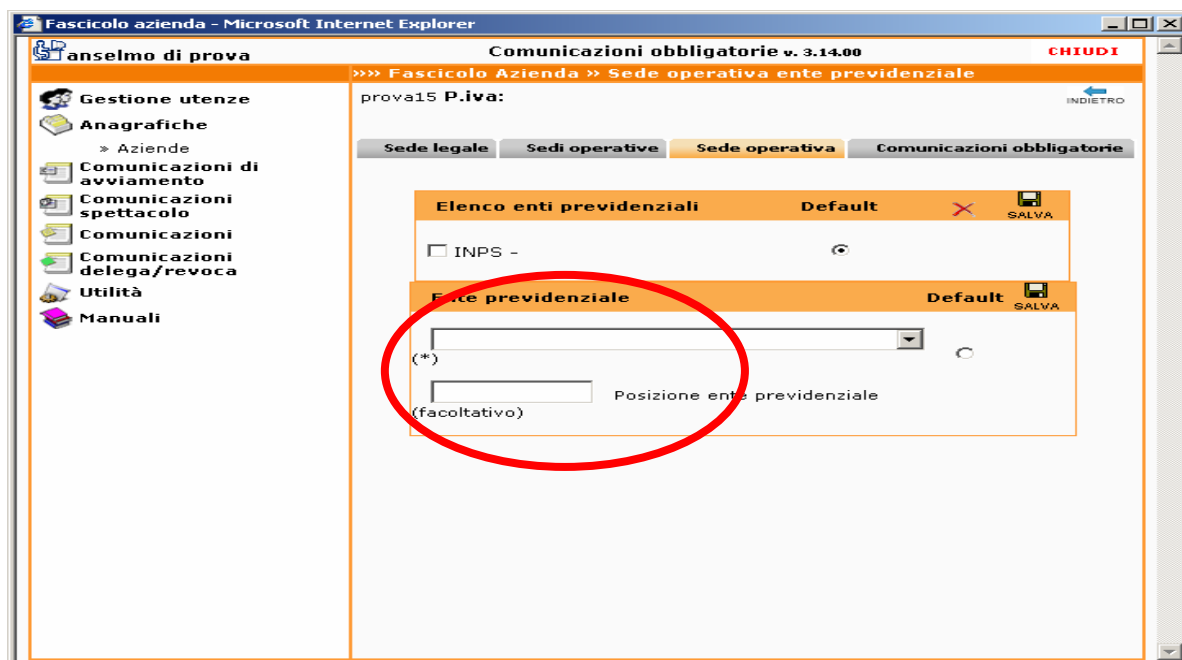 Fascicolo azienda - Microsoft Internet Explorer
anselmo di prova
Comunicazioni obbligatorie v. 3.14.00
CHIUDI
»»» Fascicolo Azienda » Sede operativa ente previdenziale
Gestione utenze
Anagrafiche
» Aziende
Comunicazioni di
avviamento
Comunicazioni
spettacolo
Comunicazioni
Comunicazioni
delega/revoca
Utilità
Manuali
prova15 P.iva:
INDIETRO
Sede legale Sedi operative Sede operativa Comunicazioni obbligatorie
Elenco enti previdenziali Default SALVA
INPS -
Ente previdenziale Default SALVA
(*)
Posizione ente previdenziale
(facoltativo)